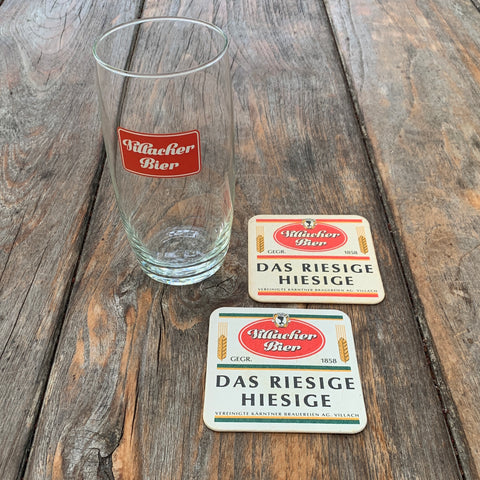 Villacher
Bier
Villacher
Bier
GEGR. 1858
DAS RIESIGE
HIESIGE
VEREINIGTE KÄRNTNER BRAUEREIEN AG. VILLACH
Villacher
Bier
GEGR. 1858
DAS RIESIGE
HIESIGE
VEREINIGTE KÄRNTNER BRAUEREIEN AG. VILLACH